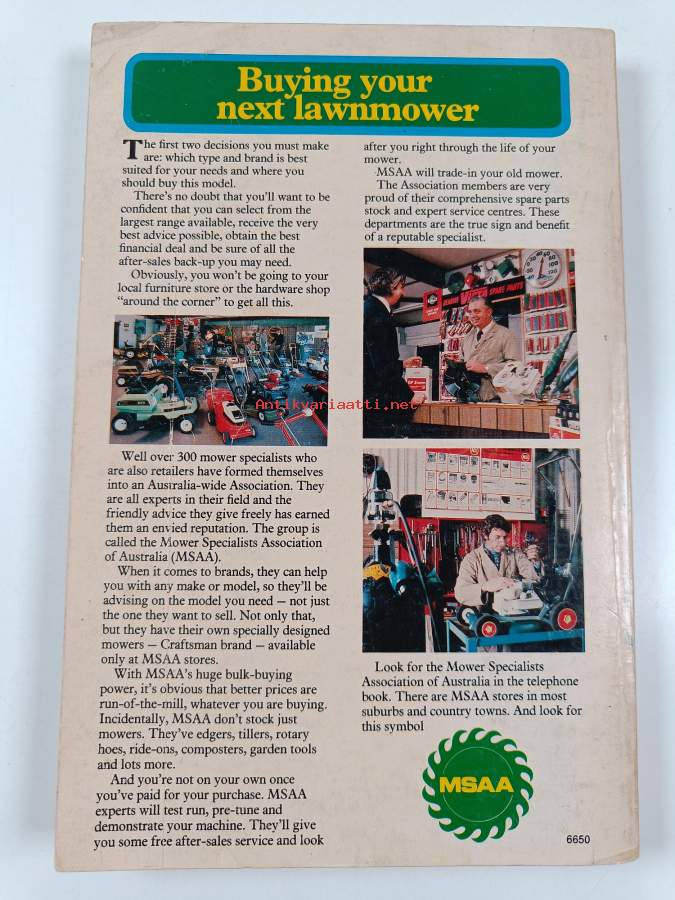 Buying your
next lawnmower
The first two decisions you must make
are: which type and brand is best
suited for your needs and where you
should buy this model.
There's no doubt that you'll want to be
confident that you can select from the
largest range available, receive the very
best advice possible, obtain the best
financial deal and be sure of all the
after-sales back-up you may need.
Obviously, you won't be going to your
local furniture store or the hardware shop
“around the corner” to get all this.
Well over 300 mower specialists who
are also retailers have formed themselves
into an Australia-wide Association. They
are all experts in their field and the
friendly advice they give freely has earned
them an envied reputation. The group is
called the Mower Specialists Association
of Australia (MSAA).
When it comes to brands, they can help
you with any make or model, so they'll be
advising on the model you need — not just
the one they want to sell. Not only that,
but they have their own specially designed
mowers — Craftsman brand — available
only at MSAA stores.
With MSAA's huge bulk-buying
power, it's obvious that better prices are
run-of-the-mill, whatever you are buying.
Incidentally, MSAA don't stock just
mowers. They've edgers, tillers, rotary
hoes, ride-ons, composters, garden tools
and lots more.
And you're not on your own once
you've paid for your purchase. MSAA
experts will test run, pre-tune and
demonstrate your machine. They'll give
you some free after-sales service and look
after you right through the life of your
mower.
MSAA will trade-in your old mower.
The Association members are very
proud of their comprehensive spare parts
stock and expert service centres. These
departments are the true sign and benefit
of a reputable specialist.
VICTA SPARE PARTS
Antikvariaatti.net
Look for the Mower Specialists
Association of Australia in the telephone
book. There are MSAA stores in most
suburbs and country towns. And look for
this symbol
MSAA
6650